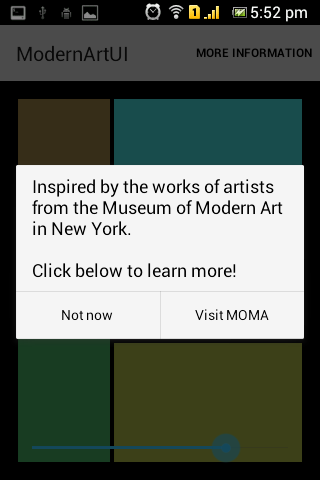 5:52 pm
1
ModernArtUI
MORE INFORMATION
Inspired by the works of artists
from the Museum of Modern Art
in New York.
Click below to learn more!
Not now
Visit MOMA